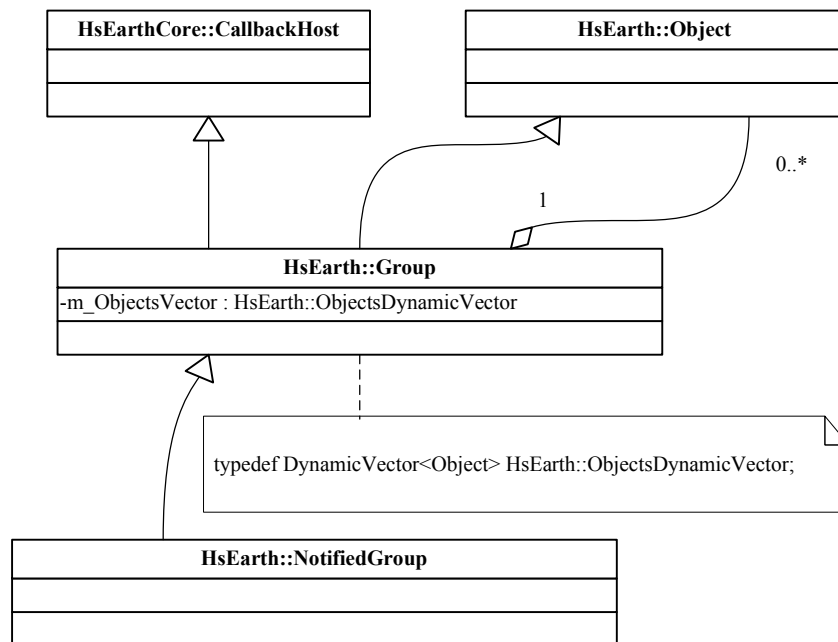 HsEarthCore::CallbackHost
HsEarth::Object
0..*
1
HsEarth::Group
-m_ObjectsVector : HsEarth::ObjectsDynamicVector
typedef DynamicVector<Object> HsEarth::ObjectsDynamicVector;
HsEarth::NotifiedGroup